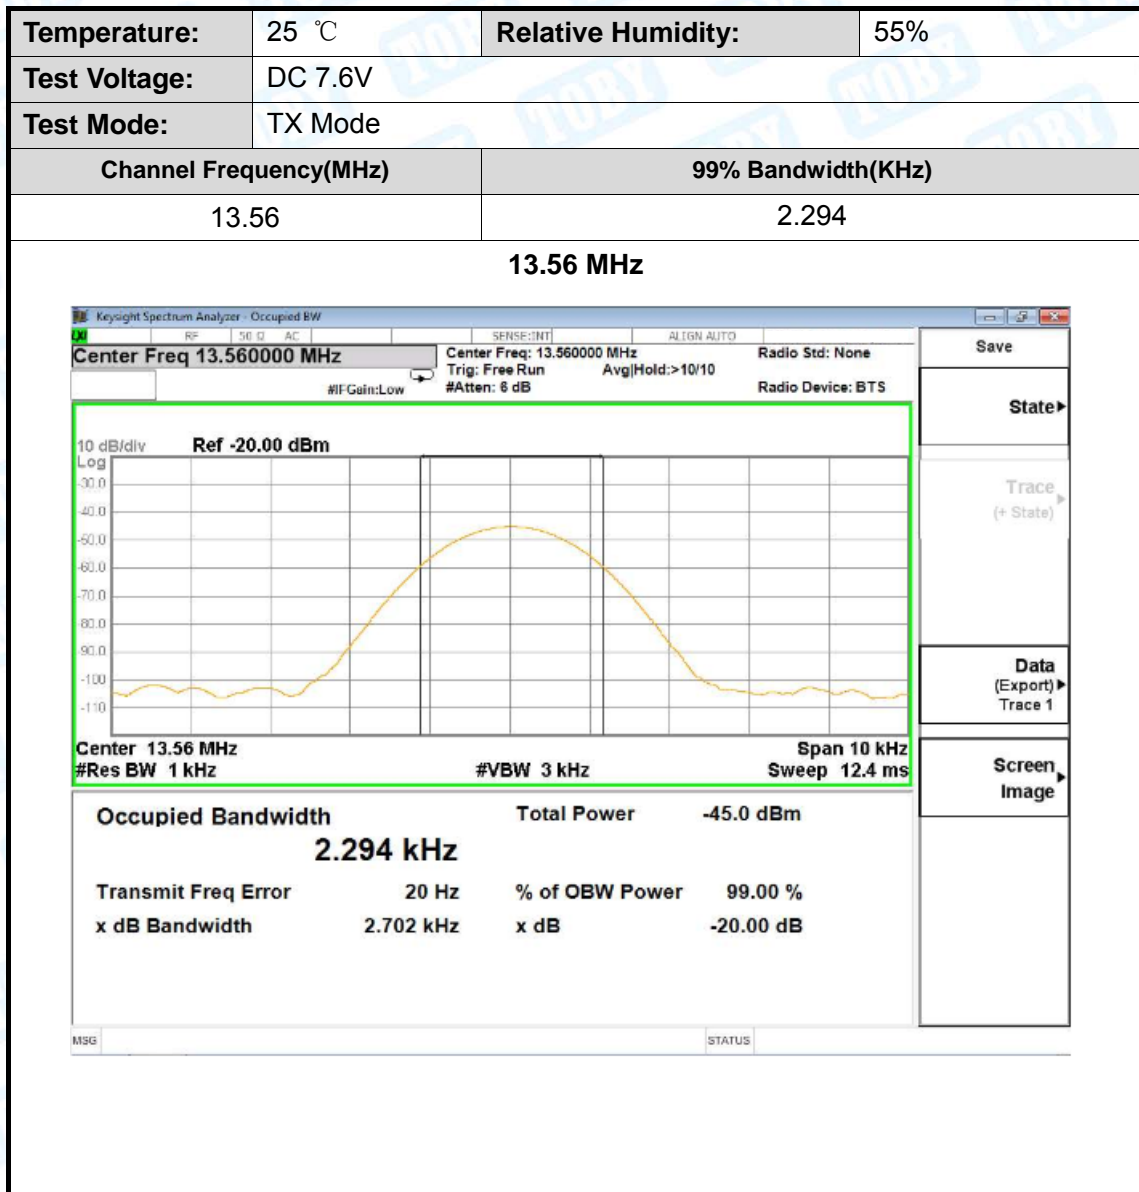 Temperature: 25 ℃ Relative Humidity: 55%
Test Voltage: DC 7.6V
Test Mode: TX Mode
Channel Frequency(MHz) 99% Bandwidth(KHz)
13.56 2.294
13.56 MHz
Keysight Spectrum Analyzer - Occupied BW
LXI RF 50 Ω AC SENSE:INT ALIGN AUTO
Center Freq 13.560000 MHz Center Freq: 13.560000 MHz Radio Std: None
Trig: Free Run Avg|Hold:>10/10
#IFGain:Low #Atten: 6 dB Radio Device: BTS
10 dB/div Ref -20.00 dBm
Log
-30.0
-40.0
-50.0
-60.0
-70.0
-80.0
-90.0
-100
-110
Center 13.56 MHz Span 10 kHz
#Res BW 1 kHz #VBW 3 kHz Sweep 12.4 ms
Occupied Bandwidth Total Power -45.0 dBm
2.294 kHz
Transmit Freq Error 20 Hz % of OBW Power 99.00 %
x dB Bandwidth 2.702 kHz x dB -20.00 dB
MSG STATUS
Save
State
Trace
(+ State)
Data
(Export)
Trace 1
Screen
Image
TOBY
TOBY
TOBY
TOBY
TOBY